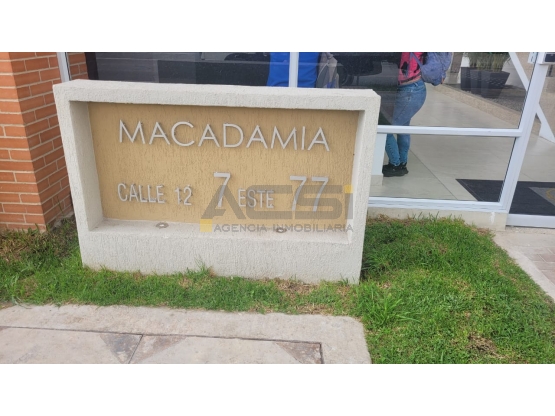 MACADAMIA
CALLE 12 7 ESTE 77
ACSI
AGENCIA INMOBILIARIA